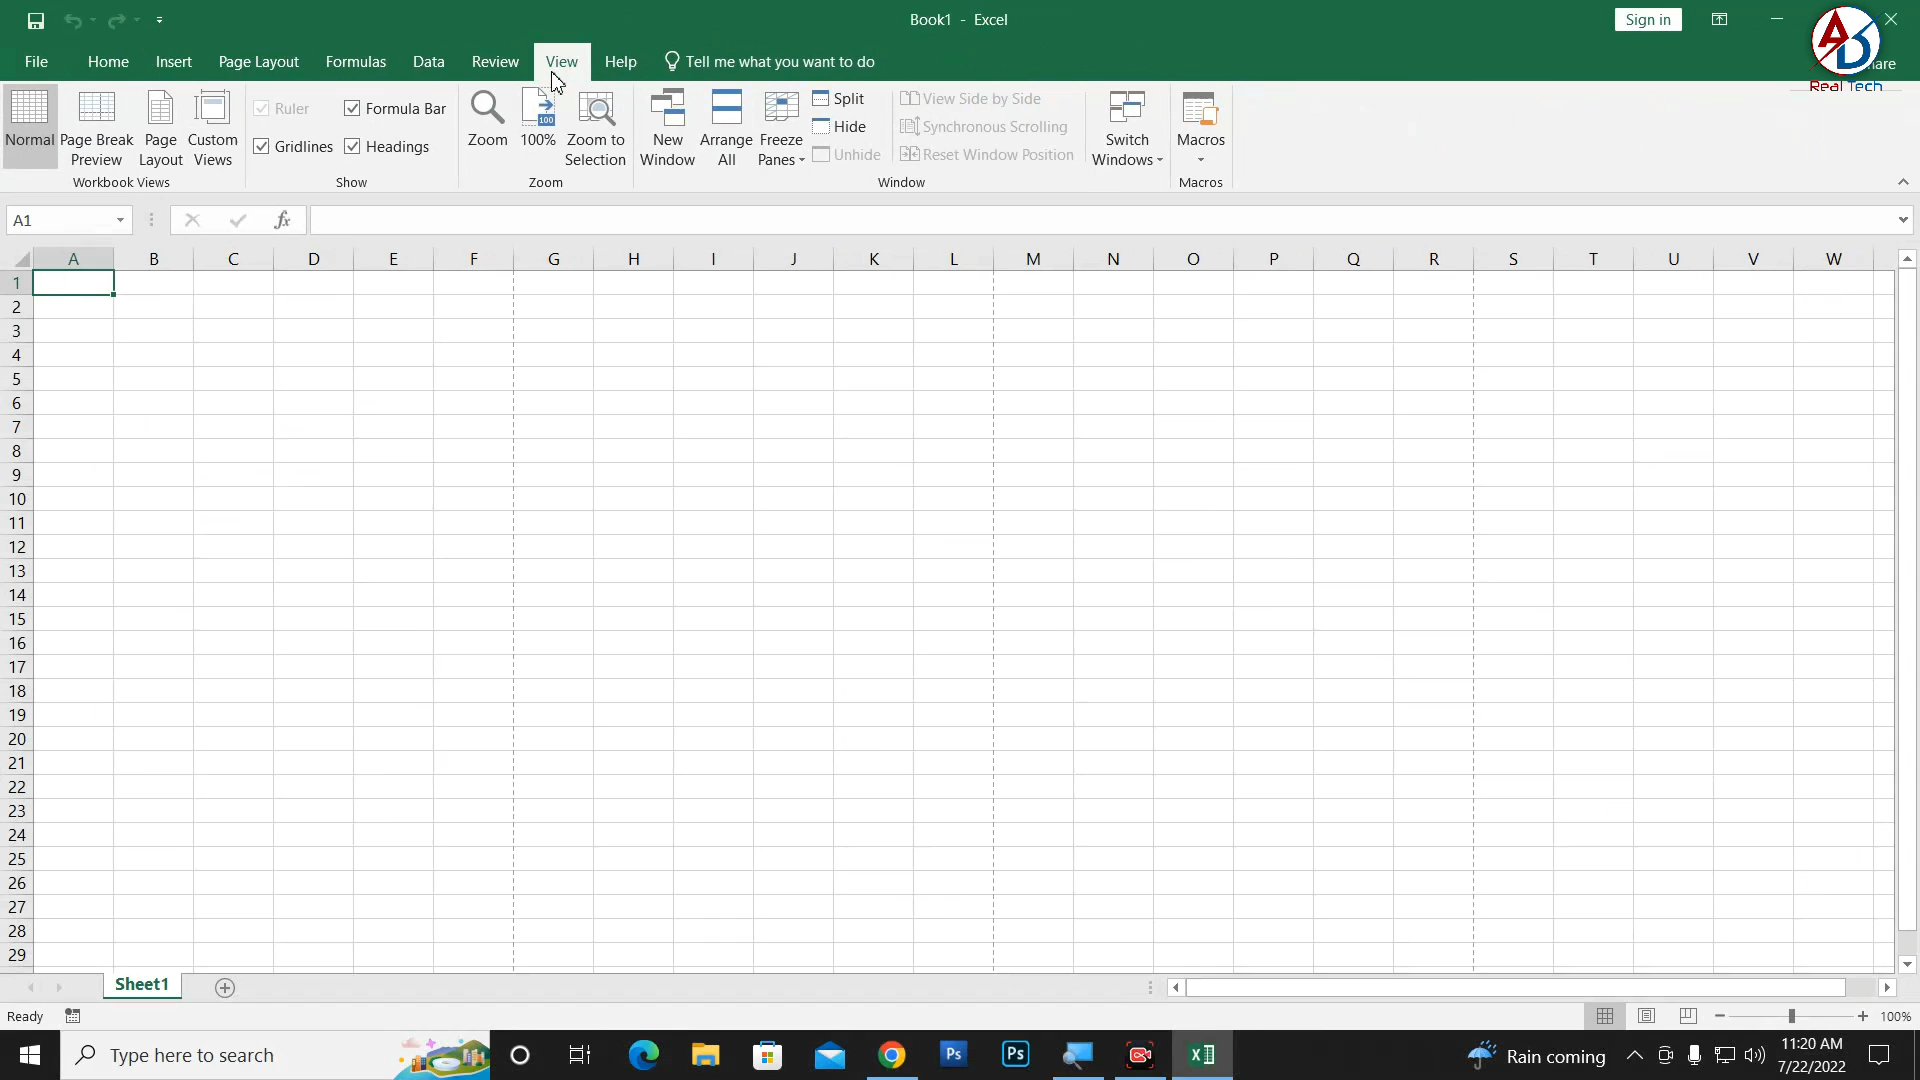 Book1 - Excel
Sign in
File Home Insert Page Layout Formulas Data Review View Help Tell me what you want to do
Real Tech
Normal
Page Break Preview
Page Layout
Custom Views
Workbook Views
Ruler
Formula Bar
Gridlines
Headings
Show
Zoom
100
100%
Zoom to Selection
Zoom
New Window
Arrange All
Freeze Panes
Split
Hide
Unhide
View Side by Side
Synchronous Scrolling
Reset Window Position
Window
Switch Windows
Macros
Macros
A1
fx
A B C D E F G H I J K L M N O P Q R S T U V W
1
2
3
4
5
6
7
8
9
10
11
12
13
14
15
16
17
18
19
20
21
22
23
24
25
26
27
28
29
Sheet1
Ready
100%
Type here to search
Ps
Ps
X
Rain coming
11:20 AM
7/22/2022